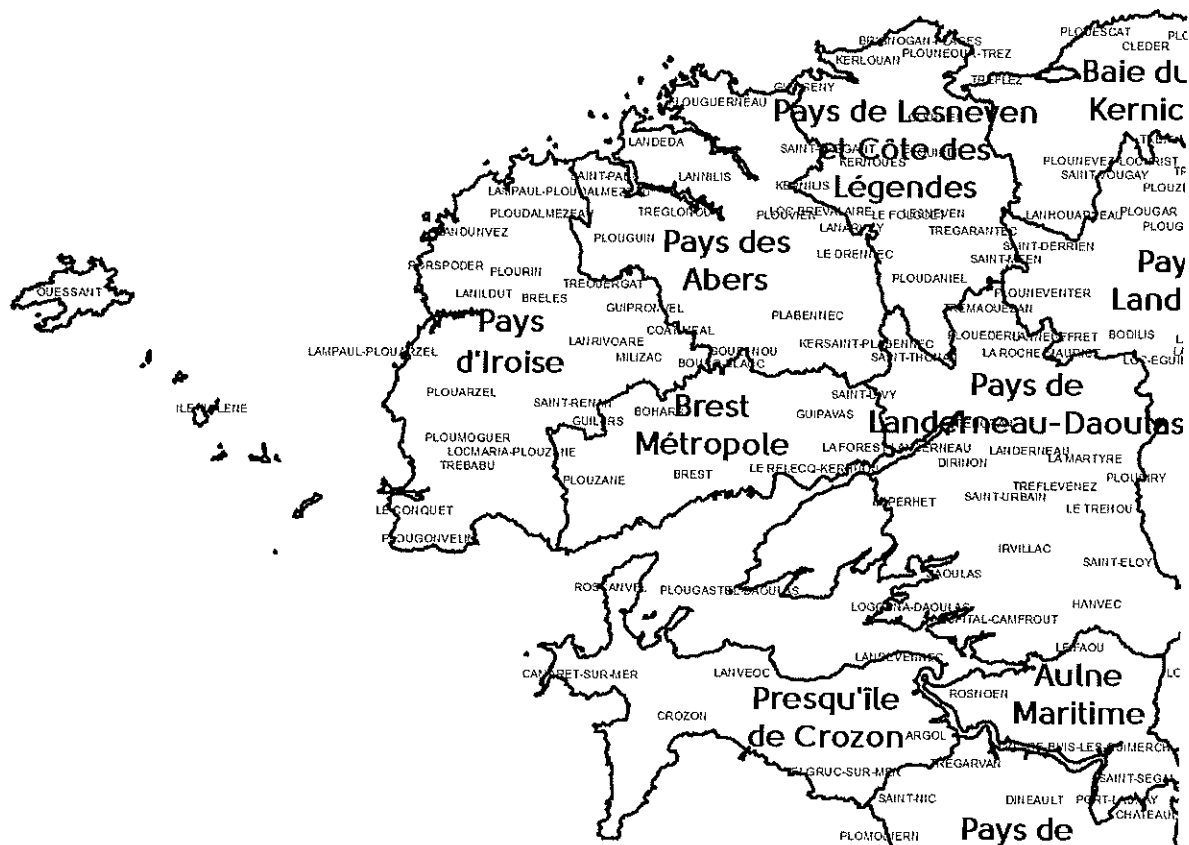 PLOUESCAT
CLEDER
KERLOUAN
PLOUNEOUR-TREZ
TREFLEZ
Baie du
Kernic
PLOUGUERNEAU
Pays de Lesneven
et Côte des
Légendes
LANDEDA
KERNOUES
PLOUNEVEZ-LOCHRIST
SAINT-VOUGAY
LANNILIS
KERNILIS
LAMPAUL-PLOUDALMEZEAU
PLOUDALMEZEAU
TREGLONOU
PLOUVIEN
LOC-BREVALAIRE
LE FOLGOET
LESNEVEN
LANHOUARNEAU
PLOUGAR
LANDUNVEZ
PLOUGUIN
Pays des
Abers
LANARVILY
TREGARANTEC
SAINT-DERRIEN
LE DRENNEC
SAINT-MEEN
PORSPODER
PLOURIN
TREOUERGAT
PLOUDANIEL
Pay
Land
OUESSANT
LANILDUT
BRELES
GUIPRONVEL
PLOUNEVENTER
TREMAOUEZAN
Pays
d'Iroise
COAT-MEAL
PLABENNEC
LANRIVOARE
MILIZAC
GOUESNOU
BOURG-BLANC
KERSAINT-PLABENNEC
SAINT-THONAN
PLOUEDERN
LANNEUFFRET
BODILIS
LA ROCHE-MAURICE
LAMPAUL-PLOUARZEL
PLOUARZEL
Pays de
Landerneau-Daoulas
SAINT-RENAN
BOHARS
GUILERS
Brest
Métropole
GUIPAVAS
SAINT-DIVY
ILE-MOLENE
PLOUMOGUER
LOCMARIA-PLOUZANE
TREBABU
PLOUZANE
BREST
LE RELECQ-KERHUON
LA FOREST-LANDERNEAU
DIRINON
LANDERNEAU
LA MARTYRE
PLOUDIRY
TREFLEVENEZ
SAINT-URBAIN
LE TREHOU
LE CONQUET
LOPERHET
PLOUGONVELIN
IRVILLAC
SAINT-ELOY
ROSCANVEL
PLOUGASTEL-DAOULAS
DAOULAS
LOGONNA-DAOULAS
HOPITAL-CAMFROUT
HANVEC
LANDEVENNEC
LE FAOU
CAMARET-SUR-MER
LANVEOC
Presqu'île
de Crozon
ROSNOEN
Aulne
Maritime
CROZON
ARGOL
TELGRUC-SUR-MER
TREGARVAN
SAINT-NIC
DINEAULT
PORT-LAUNAY
SAINT-SEGAL
CHATEAUL
PLOMODIERN
Pays de